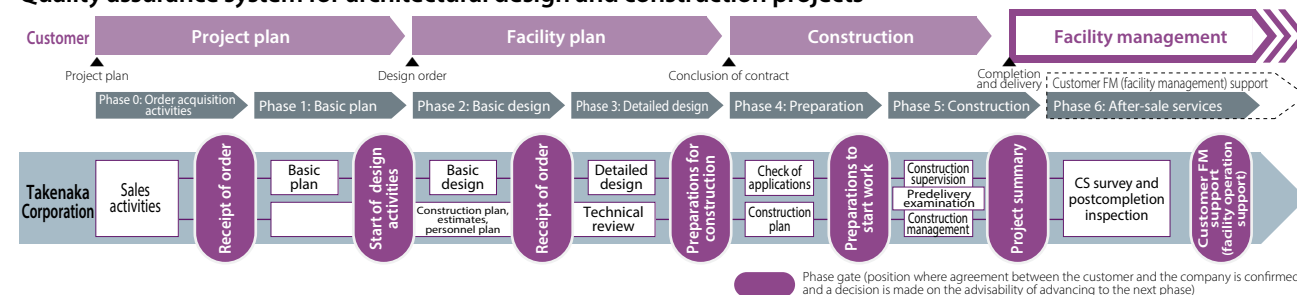 Quality assurance system for architectural design and construction projects
Customer
Project plan
Facility plan
Construction
Facility management
Project plan
Design order
Conclusion of contract
Completion
and delivery
Customer FM (facility management) support
Phase 0: Order acquisition
activities
Phase 1: Basic plan
Phase 2: Basic design
Phase 3: Detailed design
Phase 4: Preparation
Phase 5: Construction
Phase 6: After-sale services
Takenaka
Corporation
Sales
activities
Receipt of order
Basic
plan
Start of design
activities
Basic
design
Construction plan,
estimates,
personnel plan
Receipt of order
Detailed
design
Technical
review
Preparations for
construction
Check of
applications
Construction
plan
Preparations to
start work
Construction
supervision
Predelivery
examination
Construction
management
Project summary
CS survey and
postcompletion
inspection
Customer FM
support
(facility operation
support)
Phase gate (position where agreement between the customer and the company is confirmed
and a decision is made on the advisability of advancing to the next phase)